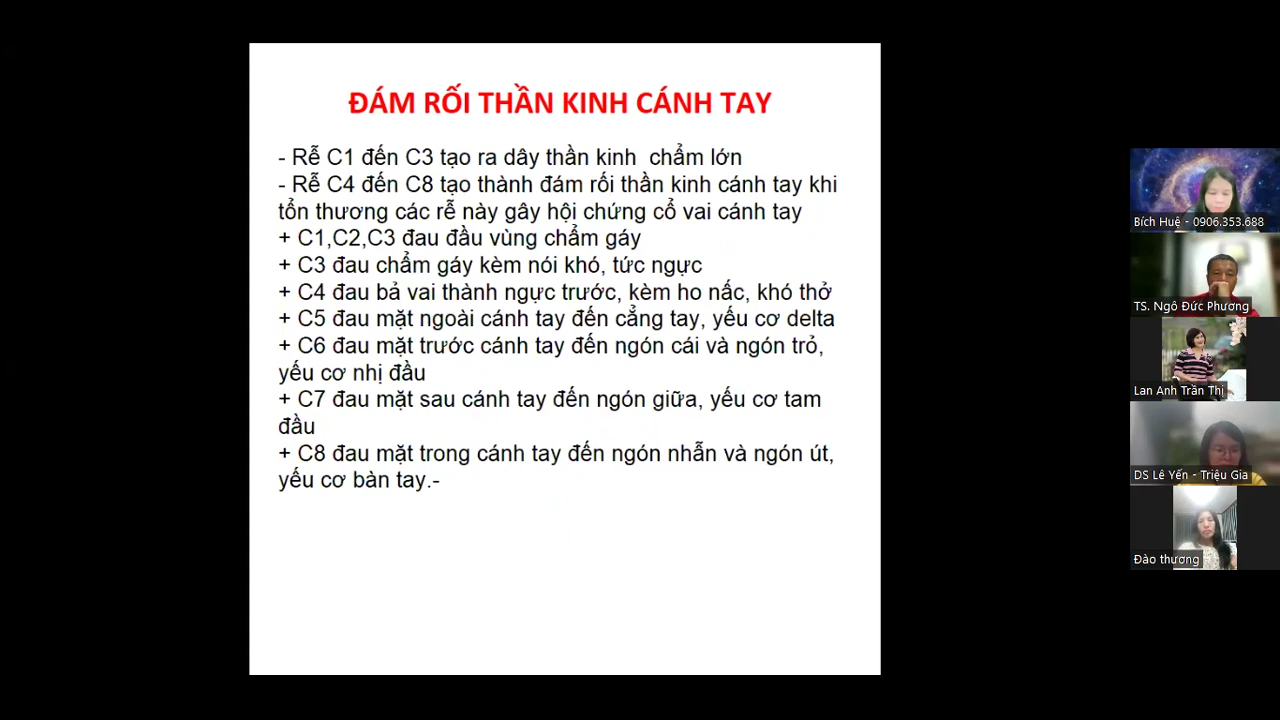 ĐÁM RỐI THẦN KINH CÁNH TAY
- Rễ C1 đến C3 tạo ra dây thần kinh chẩm lớn
- Rễ C4 đến C8 tạo thành đám rối thần kinh cánh tay khi
tổn thương các rễ này gây hội chứng cổ vai cánh tay
+ C1,C2,C3 đau đầu vùng chẩm gáy
+ C3 đau chẩm gáy kèm nói khó, tức ngực
+ C4 đau bả vai thành ngực trước, kèm ho nấc, khó thở
+ C5 đau mặt ngoài cánh tay đến cẳng tay, yếu cơ delta
+ C6 đau mặt trước cánh tay đến ngón cái và ngón trỏ,
yếu cơ nhị đầu
+ C7 đau mặt sau cánh tay đến ngón giữa, yếu cơ tam
đầu
+ C8 đau mặt trong cánh tay đến ngón nhẫn và ngón út,
yếu cơ bàn tay.-
Bích Huệ - 0906.353.688
TS. Ngô Đức Phương
Lan Anh Trần Thị
DS Lê Yến - Triệu Gia
Đào thương